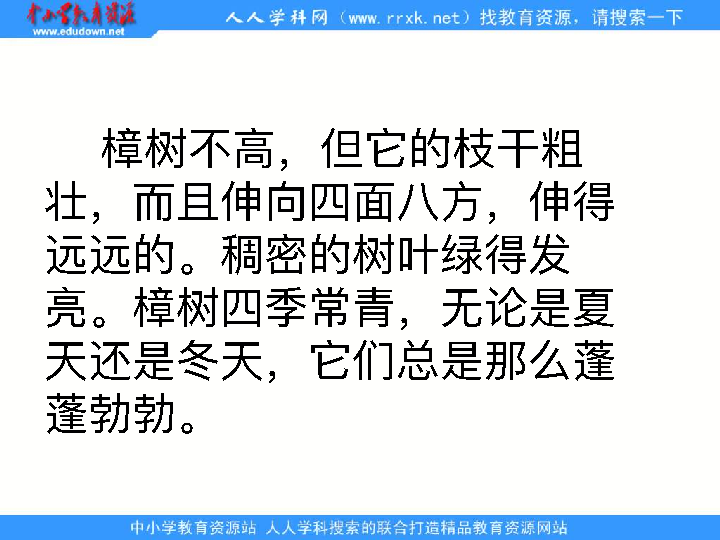 中小学教育资源
www.edudown.net
人人学科网（www.rrxk.net）找教育资源，请搜索一下
樟树不高，但它的枝干粗
壮，而且伸向四面八方，伸得
远远的。稠密的树叶绿得发
亮。樟树四季常青，无论是夏
天还是冬天，它们总是那么蓬
蓬勃勃。
中小学教育资源站 人人学科搜索的联合打造精品教育资源网站